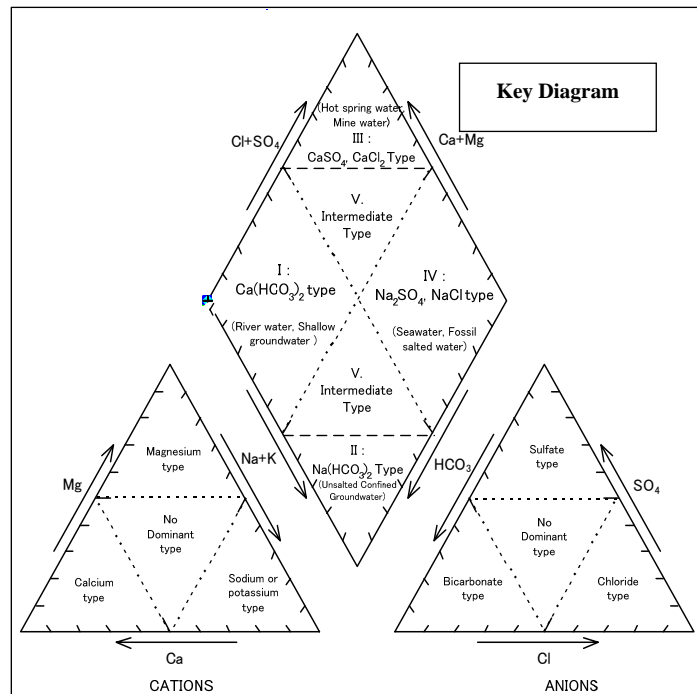 Key Diagram
(Hot spring water,
Mine water)
III :
CaSO₄, CaCl₂ Type
Cl+SO₄
Ca+Mg
V.
Intermediate
Type
I :
Ca(HCO₃)₂ type
(River water, Shallow
groundwater )
IV :
Na₂SO₄, NaCl type
(Seawater, Fossil
salted water)
V.
Intermediate
Type
II :
Na(HCO₃)₂ Type
(Unsalted Confined
Groundwater)
Na+K
HCO₃
Mg
Magnesium
type
No
Dominant
type
Calcium
type
Sodium or
potassium type
Ca
CATIONS
Sulfate
type
SO₄
No
Dominant
type
Bicarbonate
type
Chloride
type
Cl
ANIONS